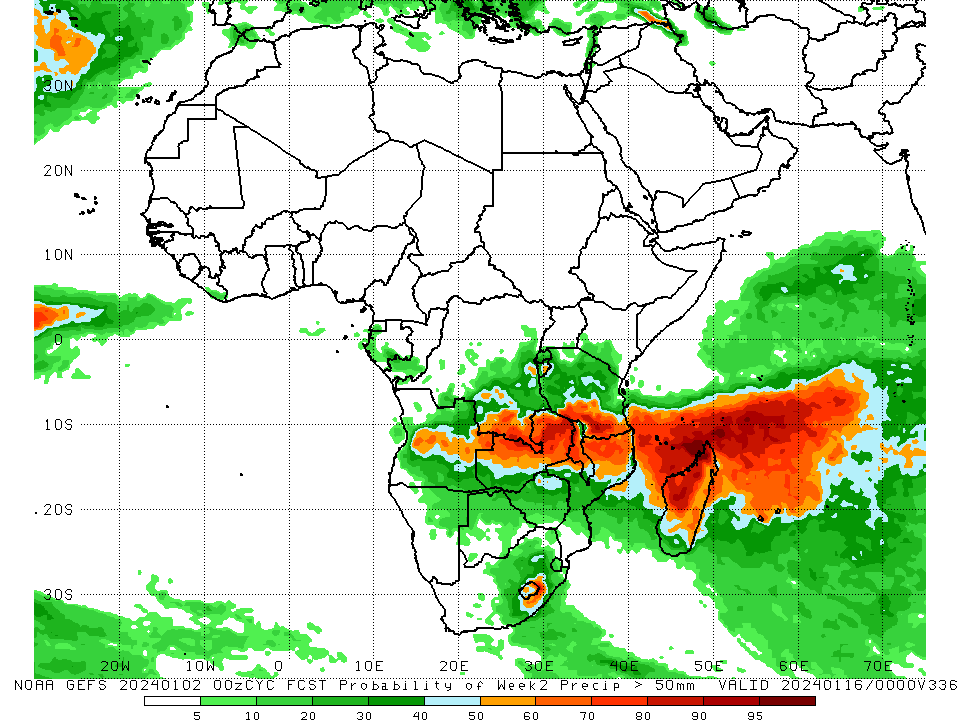 30N
20N
10N
0
10S
20S
30S
20W 10W 0 10E 20E 30E 40E 50E 60E 70E
NOAA GEFS 20240102 00zCYC FCST Probability of Week2 Precip > 50mm VALID 20240116/0000V336
5 10 20 30 40 50 60 70 80 90 95